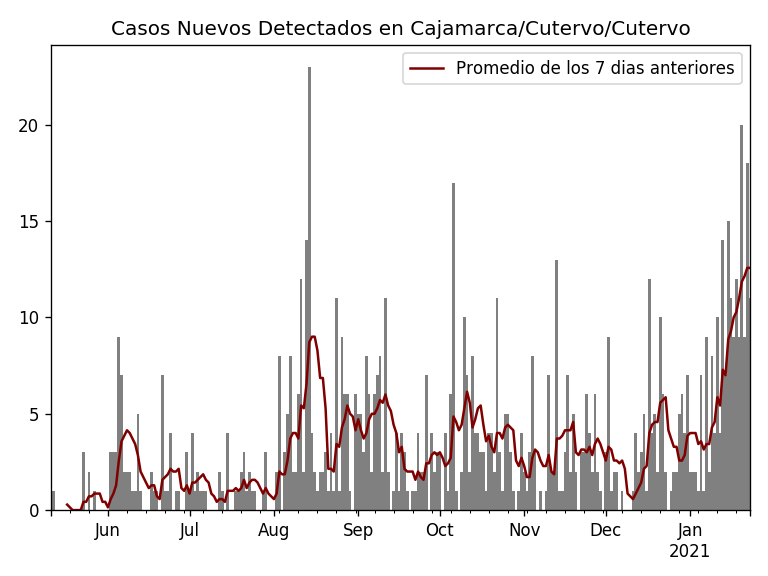 Casos Nuevos Detectados en Cajamarca/Cutervo/Cutervo
Promedio de los 7 dias anteriores
20
15
10
5
0
Jun Jul Aug Sep Oct Nov Dec Jan
2021